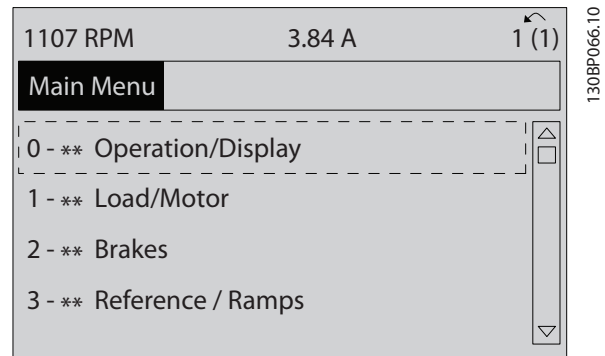 1107 RPM 3.84 A 1 (1)
Main Menu
0 - ** Operation/Display
1 - ** Load/Motor
2 - ** Brakes
3 - ** Reference / Ramps
130BP066.10